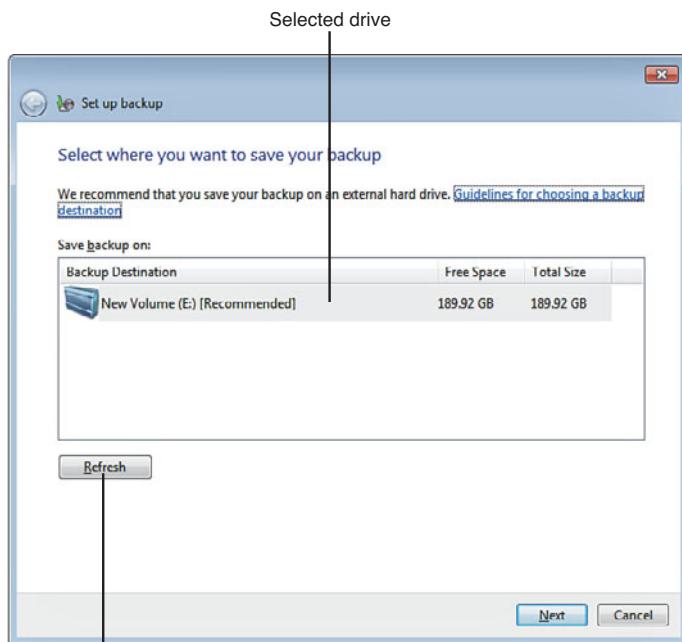 Selected drive
Set up backup
Select where you want to save your backup
We recommend that you save your backup on an external hard drive. Guidelines for choosing a backup
destination
Save backup on:
Backup Destination Free Space Total Size
New Volume (E:) [Recommended] 189.92 GB 189.92 GB
Refresh
Next Cancel